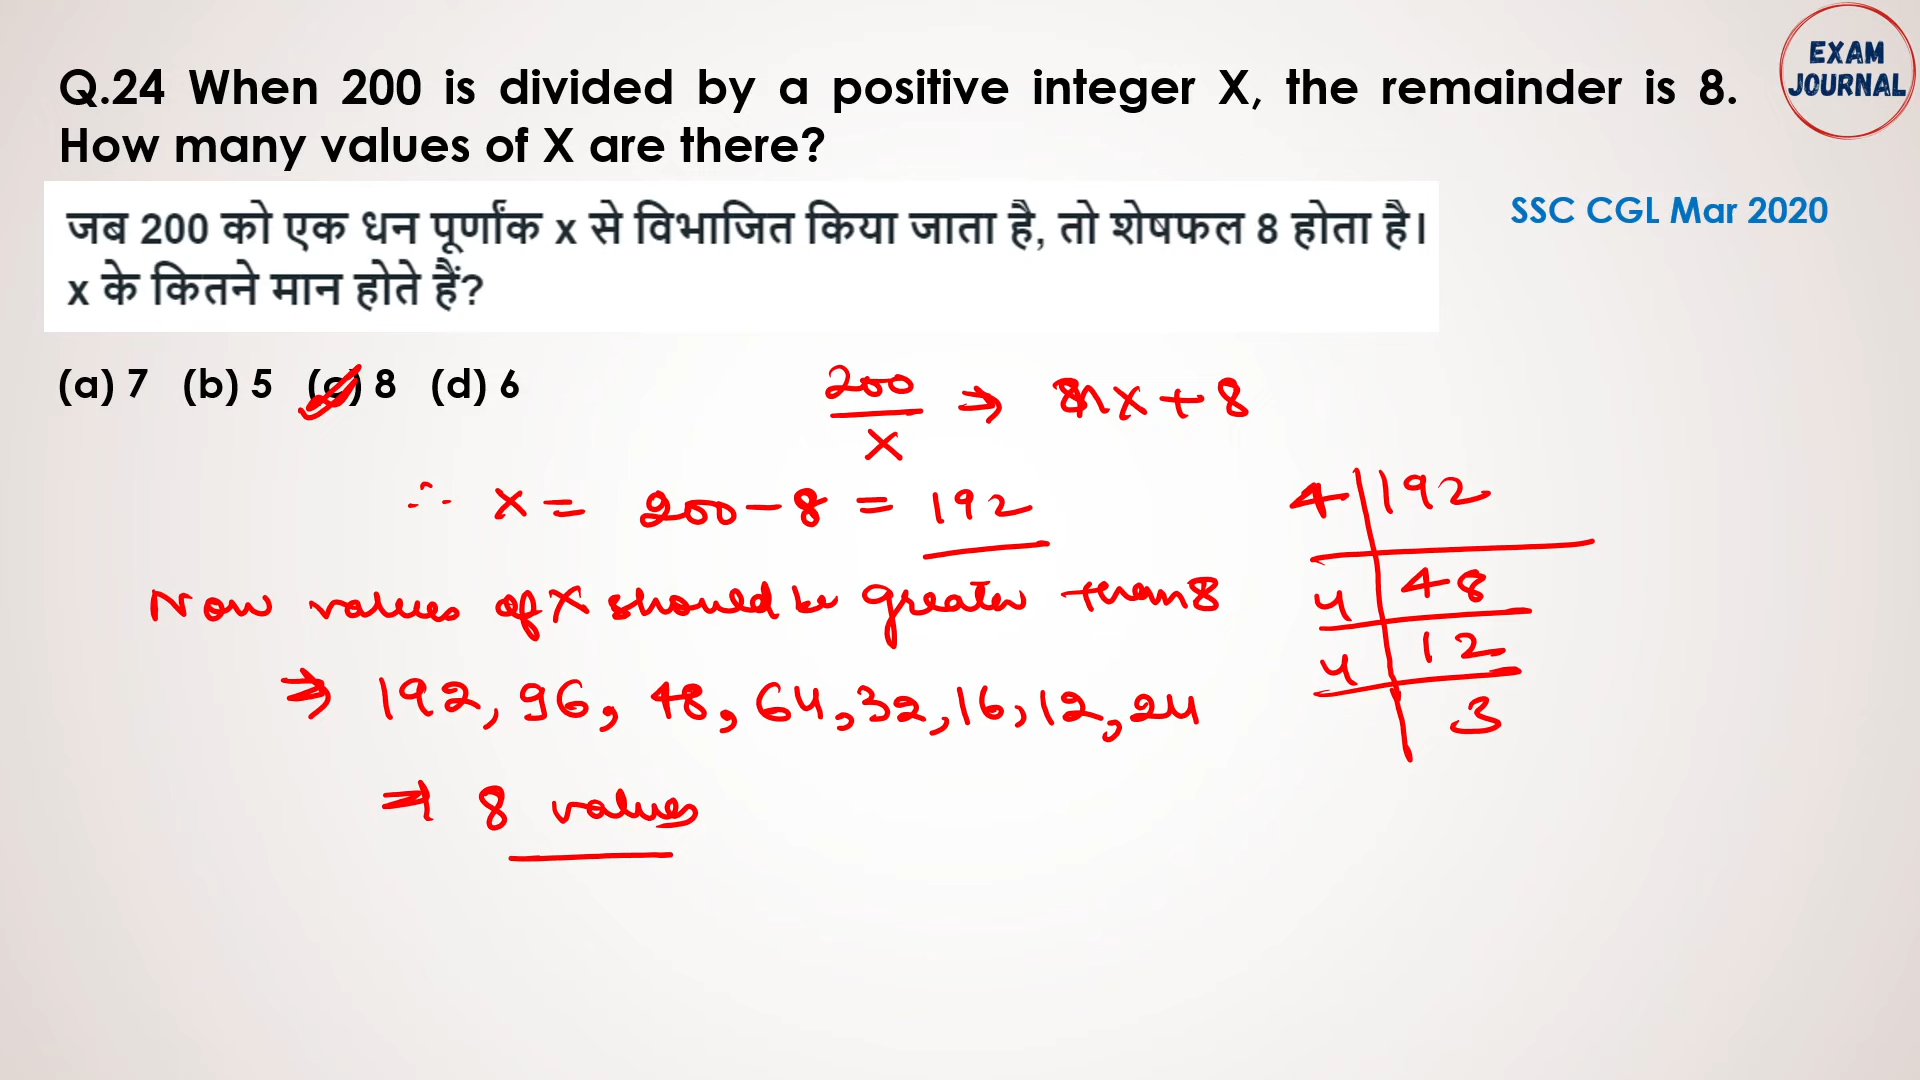 EXAM
JOURNAL
Q.24 When 200 is divided by a positive integer X, the remainder is 8.
How many values of X are there?
जब 200 को एक धन पूर्णांक x से विभाजित किया जाता है, तो शेषफल 8 होता है।
x के कितने मान होते हैं?
SSC CGL Mar 2020
(a) 7 (b) 5 (c) 8 (d) 6
200
X
⇒ X + 8
∴ X = 200 - 8 = 192
Now values of X should be greater than 8
⇒ 192, 96, 48, 64, 32, 16, 12, 24
⇒ 8 values
4 | 192
4 | 48
4 | 12
3